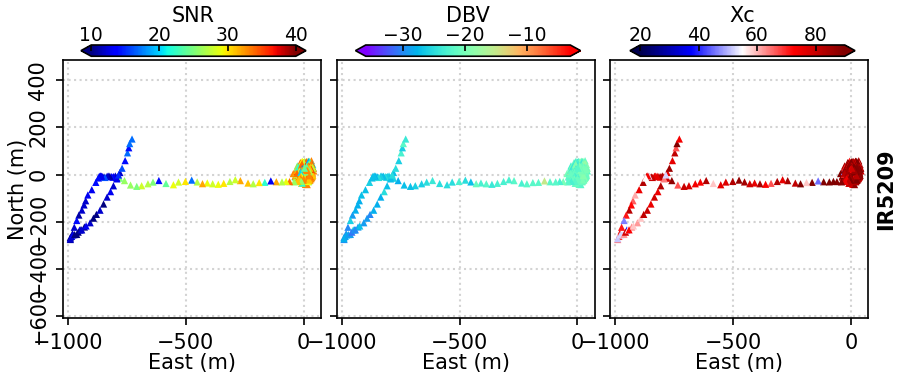 SNR DBV Xc
10 20 30 40 −30 −20 −10 20 40 60 80
400
200
0
−200
−400
−600
North (m)
IR5209
−1000 −500 0 −1000 −500 0 −1000 −500 0
East (m) East (m) East (m)